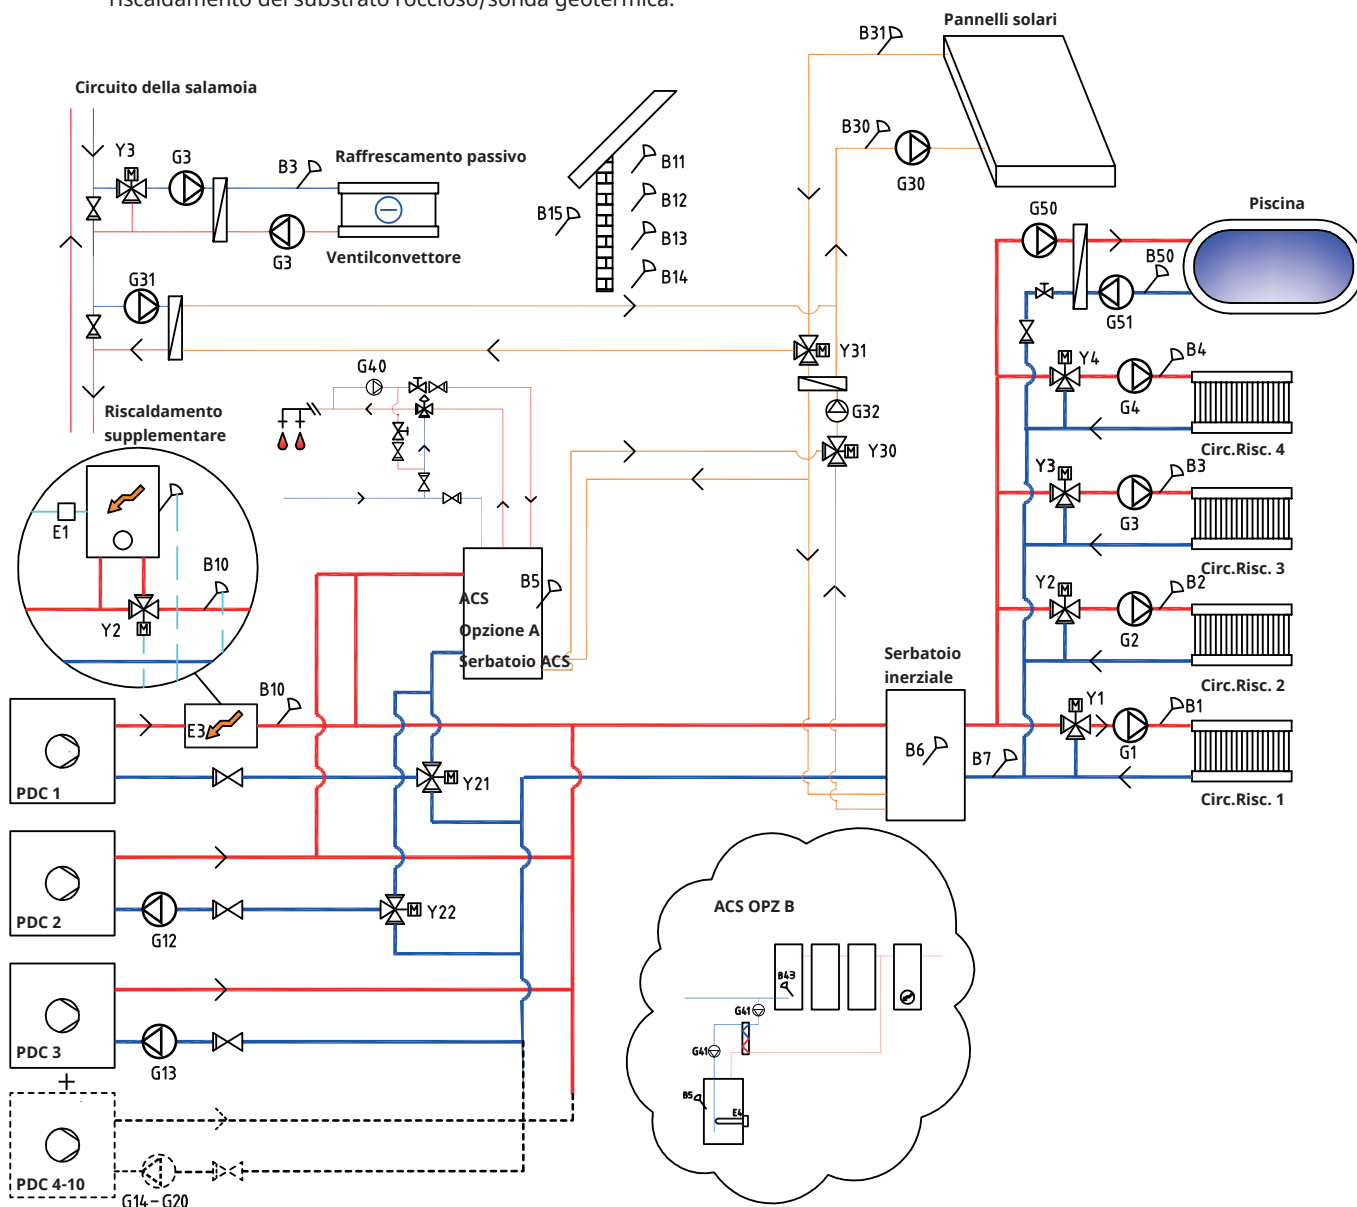 riscaldamento del substrato roccioso/sonda geotermica.
Pannelli solari
B31
Circuito della salamoia
B30
G30
Y3
G3
B3
Raffrescamento passivo
B11
B12
B15
B13
B14
G3
Ventilconvettore
G31
G50
Piscina
B50
G51
Y31
G40
G32
Y30
Y4
B4
G4
Circ.Risc. 4
Riscaldamento
supplementare
E1
B10
Y2
Y3
B3
G3
Circ.Risc. 3
B5
ACS
Opzione A
Serbatoio ACS
Y2
B2
G2
Circ.Risc. 2
Serbatoio
inerziale
B10
E3
B6
B7
Y1
B1
G1
Circ.Risc. 1
PDC 1
Y21
PDC 2
G12
Y22
PDC 3
G13
+
PDC 4-10
G14-G20
ACS OPZ B
B43
G41
G41
B5
E4
M
M
M
M
M
M
M
M
M
M